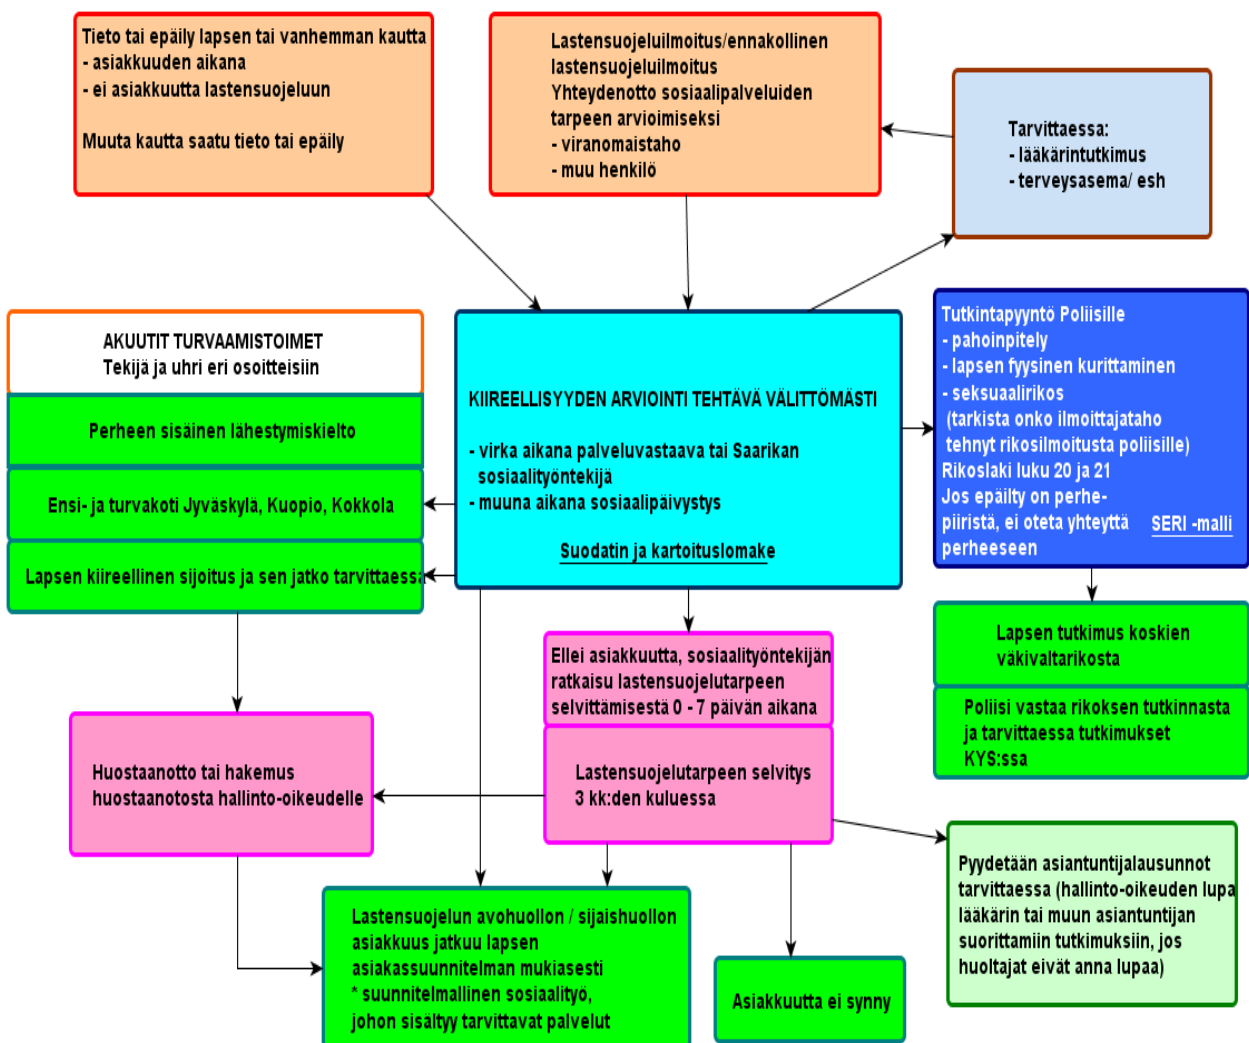 Tieto tai epäily lapsen tai vanhemman kautta
- asiakkuuden aikana
- ei asiakkuutta lastensuojeluun
Muuta kautta saatu tieto tai epäily
Lastensuojeluilmoitus/ennakollinen
lastensuojeluilmoitus
Yhteydenotto sosiaalipalveluiden
tarpeen arvioimiseksi
- viranomaistaho
- muu henkilö
Tarvittaessa:
- lääkärintutkimus
- terveysasema/ esh
AKUUTIT TURVAAMISTOIMET
Tekijä ja uhri eri osoitteisiin
Perheen sisäinen lähestymiskielto
Ensi- ja turvakoti Jyväskylä, Kuopio, Kokkola
Lapsen kiireellinen sijoitus ja sen jatko tarvittaessa
KIIREELLISYYDEN ARVIOINTI TEHTÄVÄ VÄLITTÖMÄSTI
- virka aikana palveluvastaava tai Saarikan
sosiaalityöntekijä
- muuna aikana sosiaalipäivystys
Suodatin ja kartoituslomake
Tutkintapyyntö Poliisille
- pahoinpitely
- lapsen fyysinen kurittaminen
- seksuaalirikos
(tarkista onko ilmoittajataho
tehnyt rikosilmoitusta poliisille)
Rikoslaki luku 20 ja 21
Jos epäilty on perhe-
piiristä, ei oteta yhteyttä
perheeseen
SERI -malli
Lapsen tutkimus koskien
väkivaltarikosta
Poliisi vastaa rikoksen tutkinnasta
ja tarvittaessa tutkimukset
KYS:ssa
Ellei asiakkuutta, sosiaalityöntekijän
ratkaisu lastensuojelutarpeen
selvittämisestä 0 - 7 päivän aikana
Lastensuojelutarpeen selvitys
3 kk:den kuluessa
Huostaanotto tai hakemus
huostaanotosta hallinto-oikeudelle
Pyydetään asiantuntijalausunnot
tarvittaessa (hallinto-oikeuden lupa
lääkärin tai muun asiantuntijan
suorittamiin tutkimuksiin, jos
huoltajat eivät anna lupaa)
Lastensuojelun avohuollon / sijaishuollon
asiakkuus jatkuu lapsen
asiakassuunnitelman mukiasesti
* suunnitelmallinen sosiaalityö,
johon sisältyy tarvittavat palvelut
Asiakkuutta ei synny